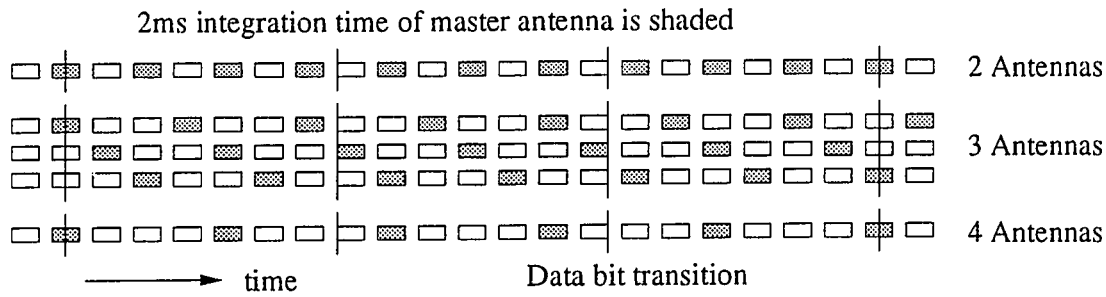 2ms integration time of master antenna is shaded
2 Antennas
3 Antennas
4 Antennas
time
Data bit transition